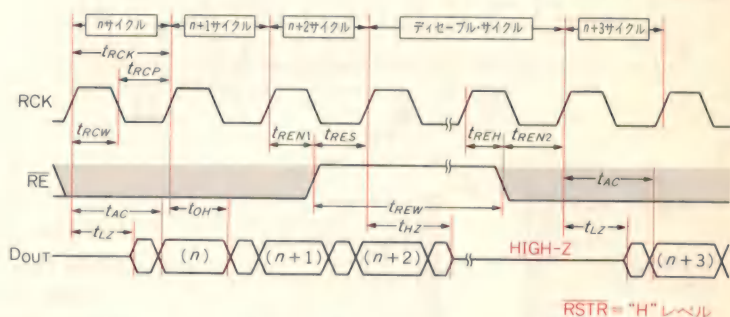 nサイクル n+1サイクル n+2サイクル ディセーブル・サイクル n+3サイクル
tRCK
tRCP
RCK
tRCW tREN1 tRES tREH tREN2
RE
tAC tOH tREW tAC
tLZ tHZ tLZ
DOUT (n) (n+1) (n+2) HIGH-Z (n+3)
RSTR="H"レベル